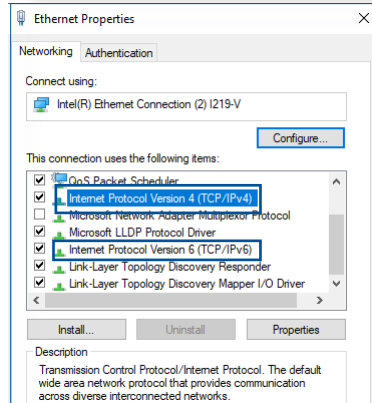 Ethernet Properties
Networking Authentication
Connect using:
Intel(R) Ethernet Connection (2) I219-V
Configure...
This connection uses the following items:
QoS Packet Scheduler
Internet Protocol Version 4 (TCP/IPv4)
Microsoft Network Adapter Multiplexor Protocol
Microsoft LLDP Protocol Driver
Internet Protocol Version 6 (TCP/IPv6)
Link-Layer Topology Discovery Responder
Link-Layer Topology Discovery Mapper I/O Driver
Install... Uninstall Properties
Description
Transmission Control Protocol/Internet Protocol. The default
wide area network protocol that provides communication
across diverse interconnected networks.